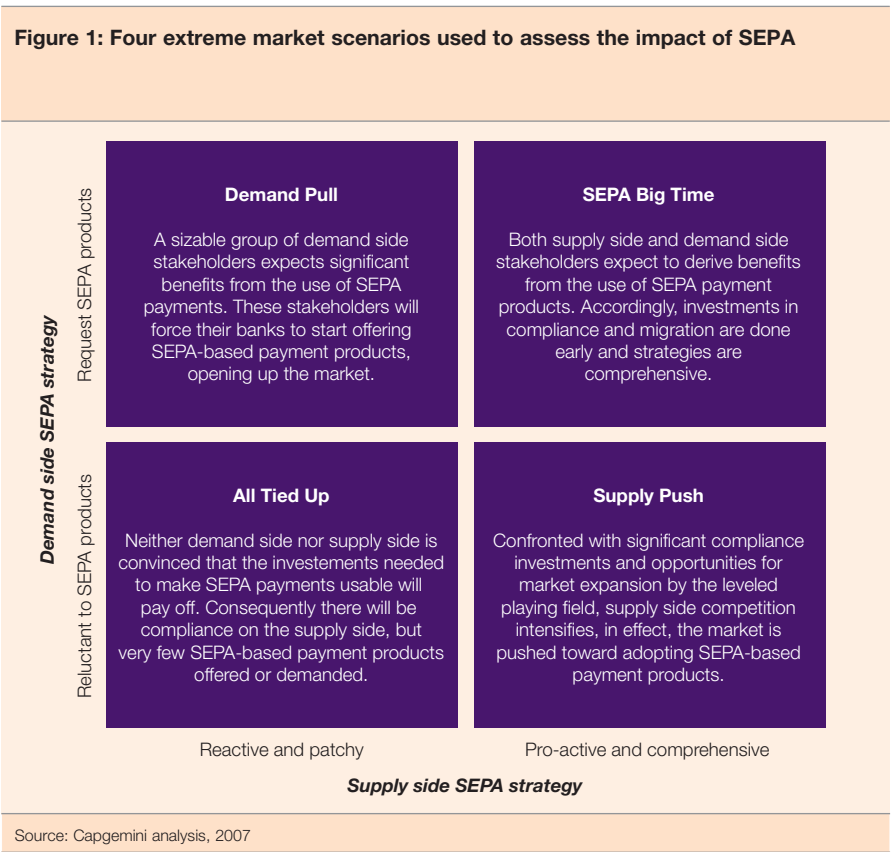 Figure 1: Four extreme market scenarios used to assess the impact of SEPA
Demand side SEPA strategy
Request SEPA products
Demand Pull
A sizable group of demand side
stakeholders expects significant
benefits from the use of SEPA
payments. These stakeholders will
force their banks to start offering
SEPA-based payment products,
opening up the market.
SEPA Big Time
Both supply side and demand side
stakeholders expect to derive benefits
from the use of SEPA payment
products. Accordingly, investments in
compliance and migration are done
early and strategies are
comprehensive.
Reluctant to SEPA products
All Tied Up
Neither demand side nor supply side is
convinced that the investements needed
to make SEPA payments usable will
pay off. Consequently there will be
compliance on the supply side, but
very few SEPA-based payment products
offered or demanded.
Supply Push
Confronted with significant compliance
investments and opportunities for
market expansion by the leveled
playing field, supply side competition
intensifies, in effect, the market is
pushed toward adopting SEPA-based
payment products.
Reactive and patchy
Pro-active and comprehensive
Supply side SEPA strategy
Source: Capgemini analysis, 2007